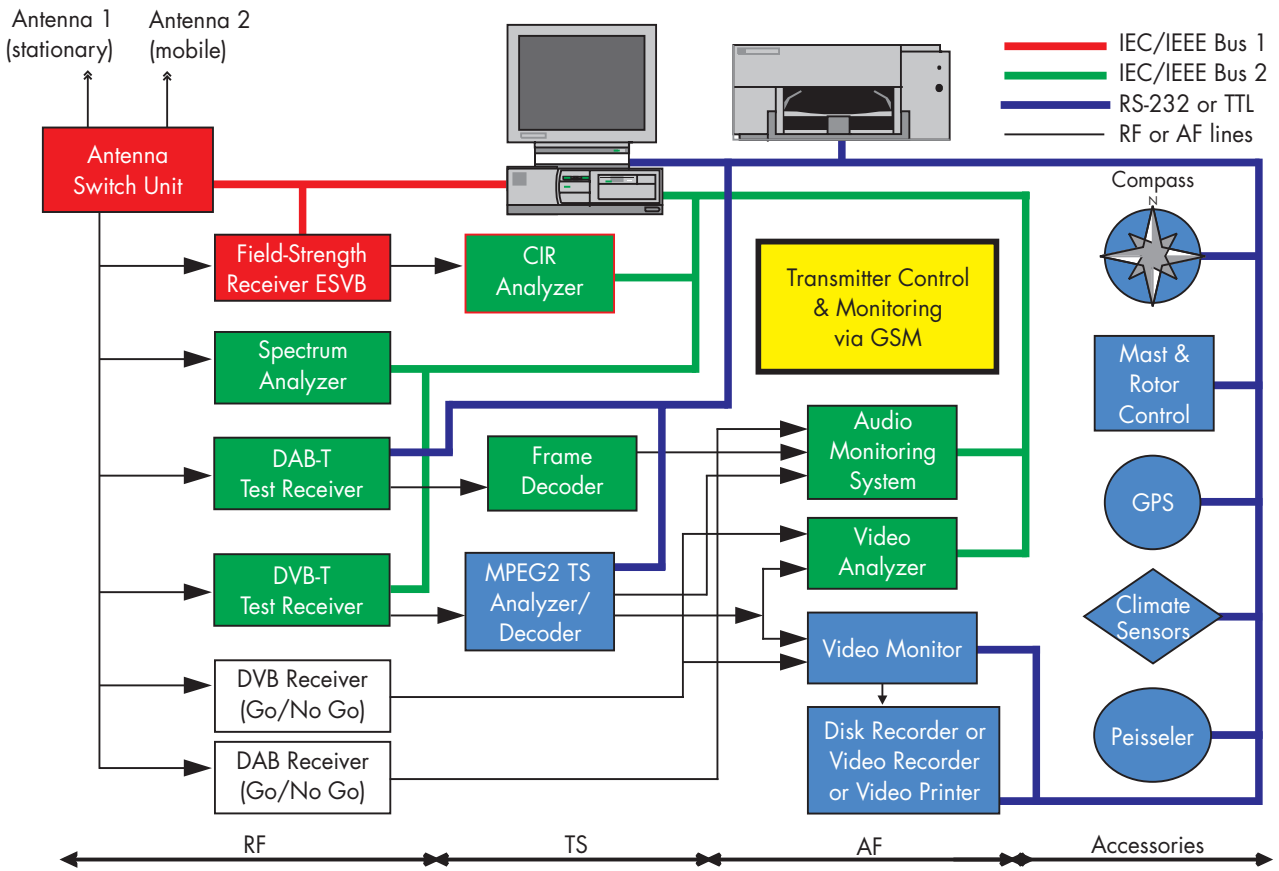 Antenna 1
(stationary)
Antenna 2
(mobile)
IEC/IEEE Bus 1
IEC/IEEE Bus 2
RS-232 or TTL
RF or AF lines
Antenna
Switch Unit
Compass
N
Field-Strength
Receiver ESVB
CIR
Analyzer
Transmitter Control
& Monitoring
via GSM
Spectrum
Analyzer
Mast &
Rotor
Control
DAB-T
Test Receiver
Frame
Decoder
Audio
Monitoring
System
GPS
DVB-T
Test Receiver
MPEG2 TS
Analyzer/
Decoder
Video
Analyzer
Climate
Sensors
Video Monitor
DVB Receiver
(Go/No Go)
Disk Recorder or
Video Recorder
or Video Printer
Peisseler
DAB Receiver
(Go/No Go)
RF
TS
AF
Accessories